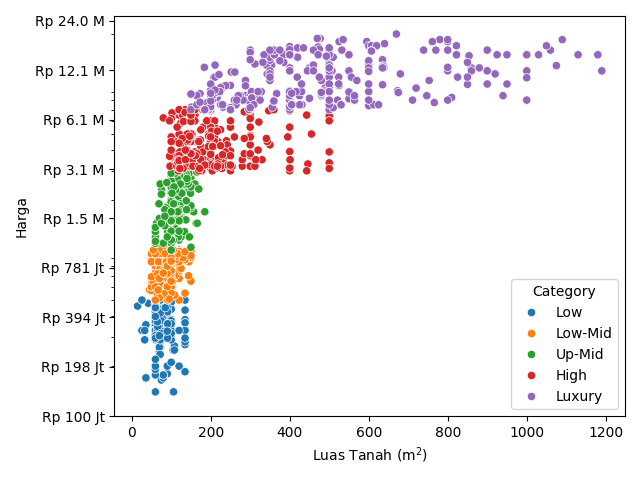 Rp 24.0 M
Rp 12.1 M
Rp 6.1 M
Rp 3.1 M
Rp 1.5 M
Rp 781 Jt
Rp 394 Jt
Rp 198 Jt
Rp 100 Jt
Harga
0 200 400 600 800 1000 1200
Luas Tanah (m²)
Category
Low
Low-Mid
Up-Mid
High
Luxury